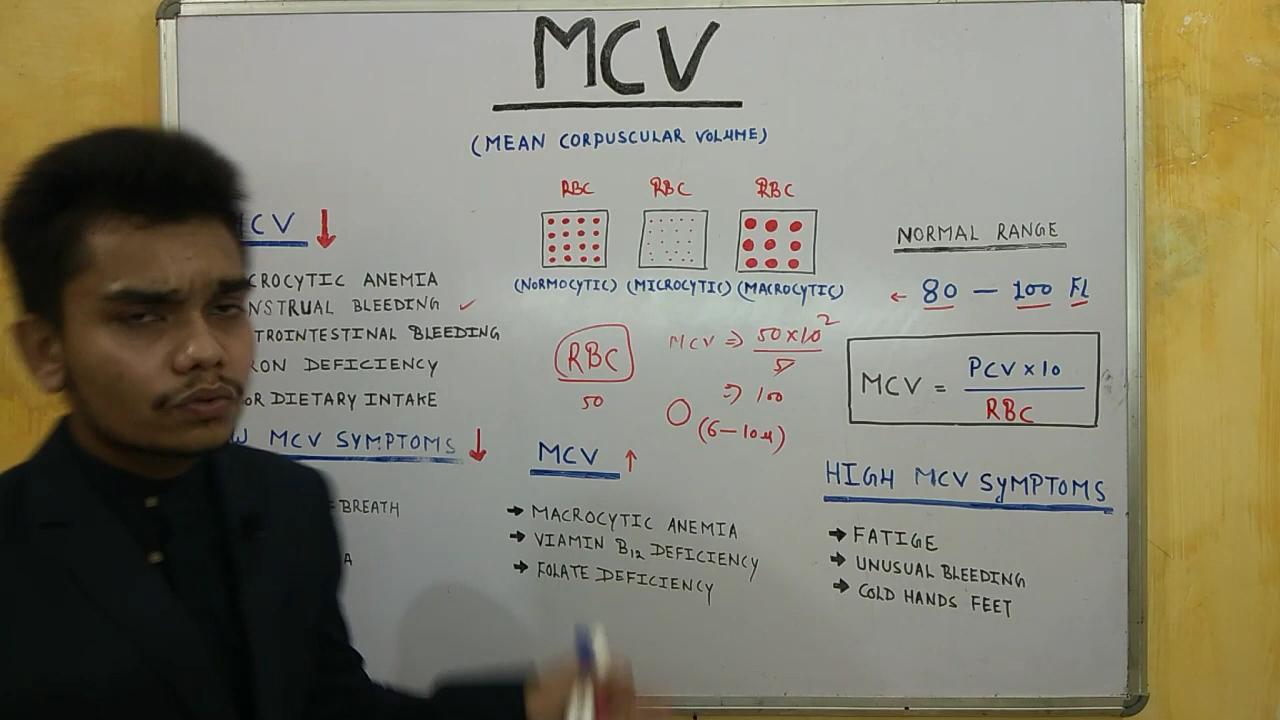 MCV
(MEAN CORPUSCULAR VOLUME)
RBC RBC RBC
(NORMOCYTIC) (MICROCYTIC) (MACROCYTIC)
CV ↓
CROCYTIC ANEMIA
NSTRUAL BLEEDING ✓
TROINTESTINAL BLEEDING
RON DEFICIENCY
OR DIETARY INTAKE
W MCV SYMPTOMS ↓
BREATH
A
RBC
50
MCV ⇒ 50×10²
5
⇒ 100
(6-10µ)
MCV ↑
→ MACROCYTIC ANEMIA
→ VIAMIN B12 DEFICIENCY
→ FOLATE DEFICIENCY
NORMAL RANGE
← 80 – 100 FL
MCV = PCV×10
RBC
HIGH MCV SYMPTOMS
→ FATIGE
→ UNUSUAL BLEEDING
→ COLD HANDS FEET